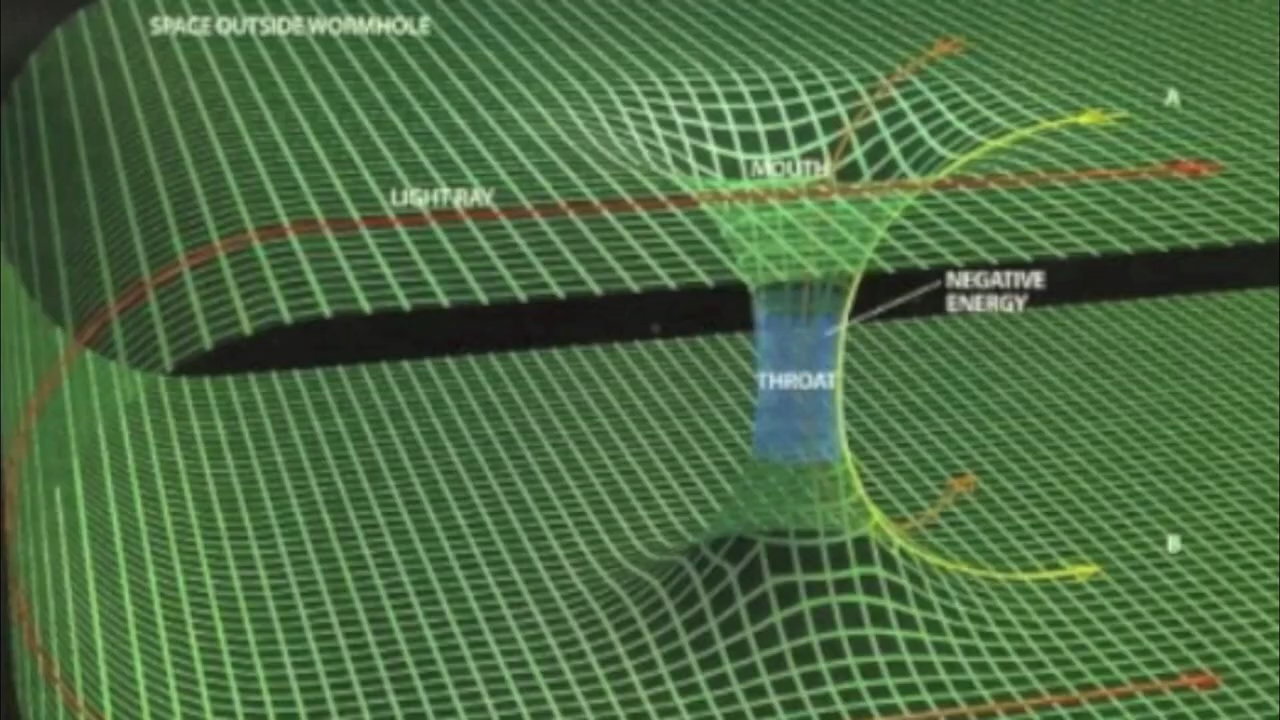 SPACE OUTSIDE WORMHOLE
A
MOUTH
LIGHT RAY
NEGATIVE
ENERGY
THROAT
B